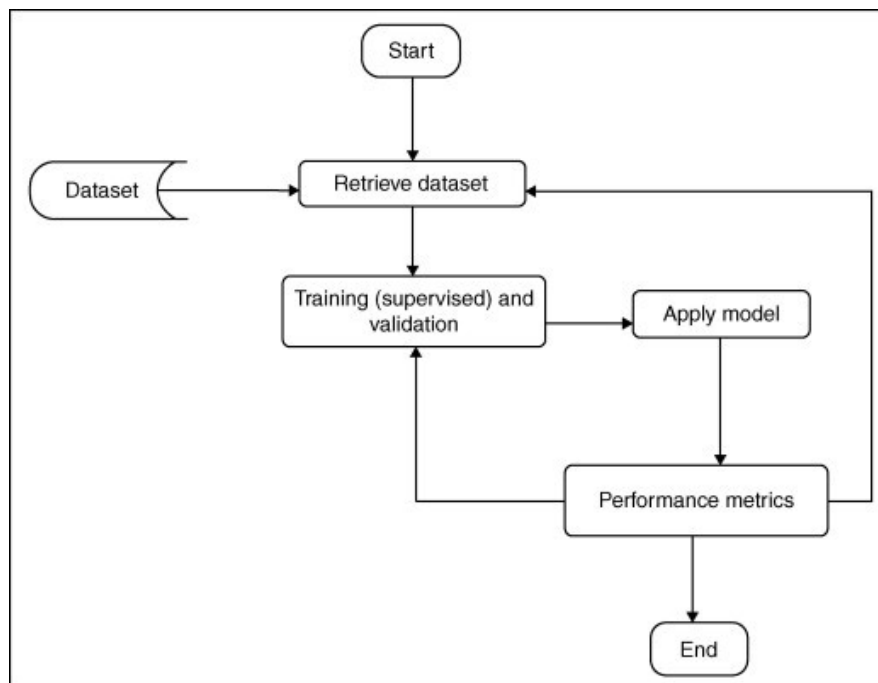 Start
Dataset
Retrieve dataset
Training (supervised) and
validation
Apply model
Performance metrics
End